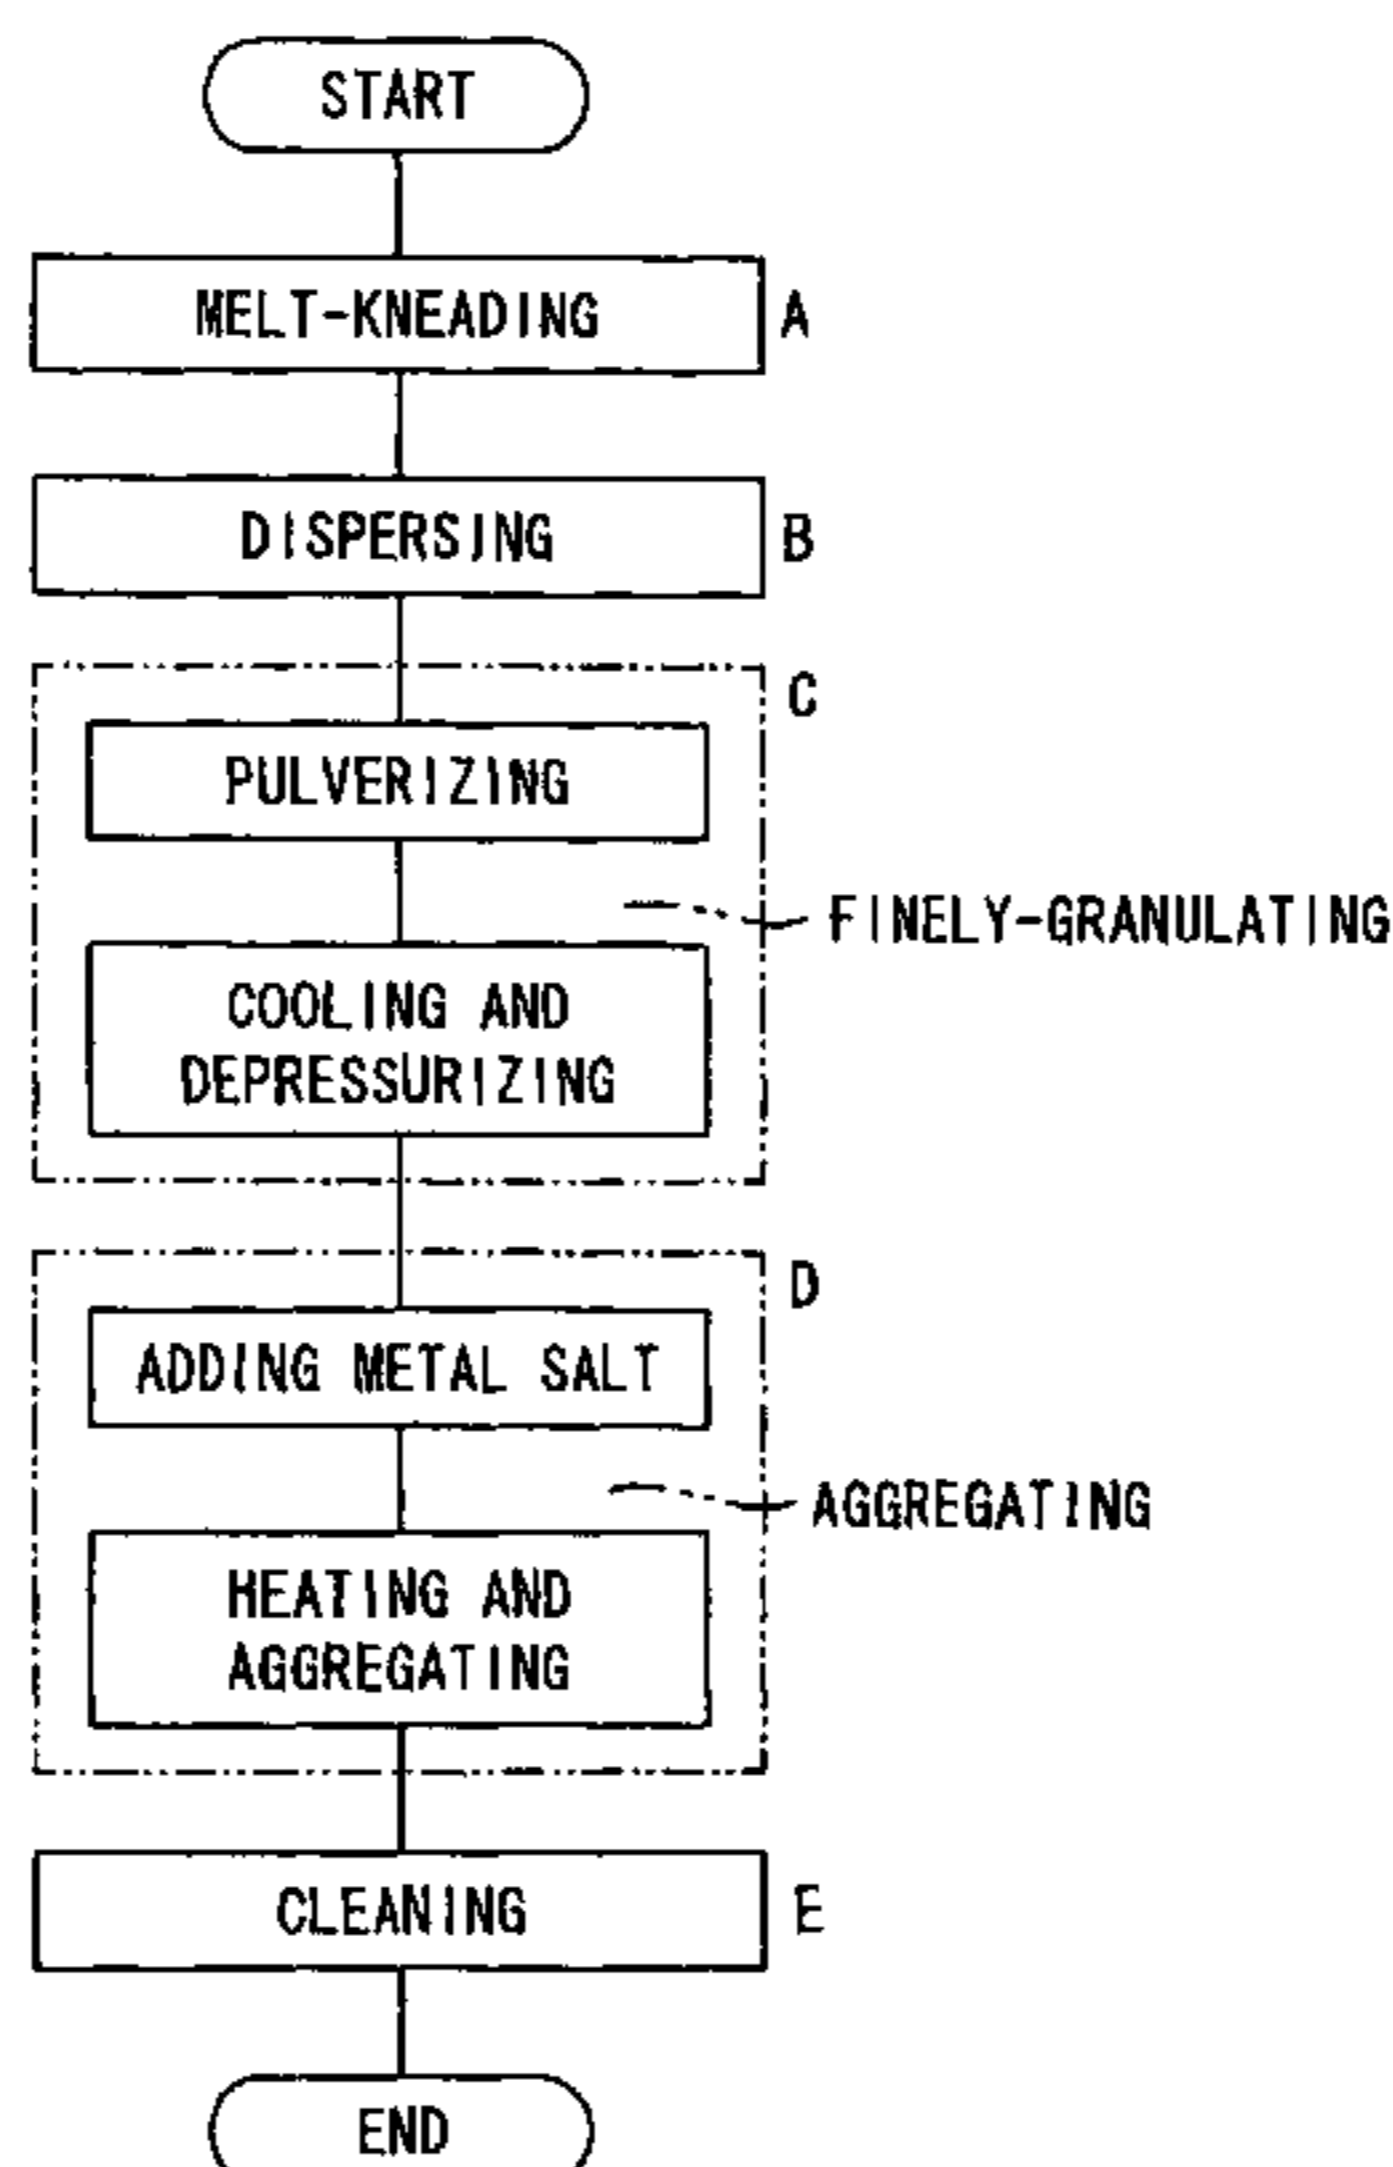 START
MELT-KNEADING A
DISPERSING B
C
PULVERIZING
FINELY-GRANULATING
COOLING AND
DEPRESSURIZING
D
ADDING METAL SALT
AGGREGATING
HEATING AND
AGGREGATING
CLEANING E
END